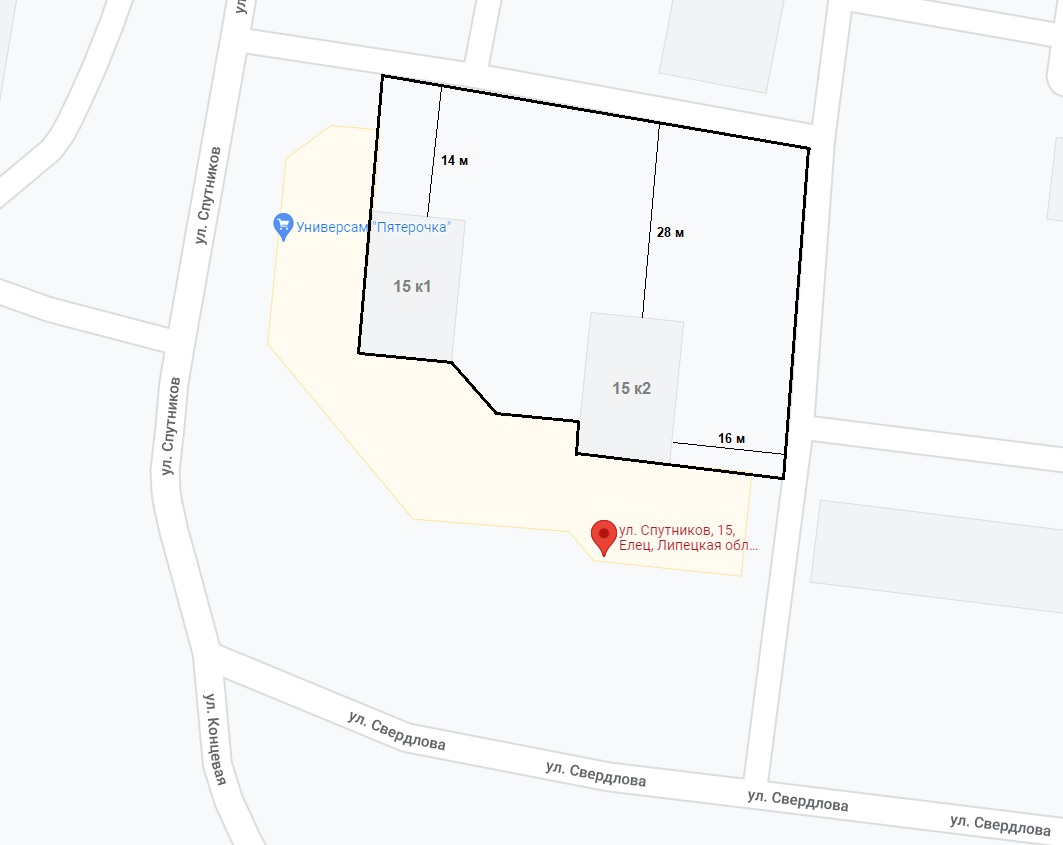 ул.
ул. Спутников
14 м
28 м
Универсам "Пятерочка"
15 к1
15 к2
16 м
ул. Спутников
ул. Спутников, 15,
Елец, Липецкая обл...
ул. Концевая
ул. Свердлова
ул. Свердлова
ул. Свердлова
ул. Свердлова